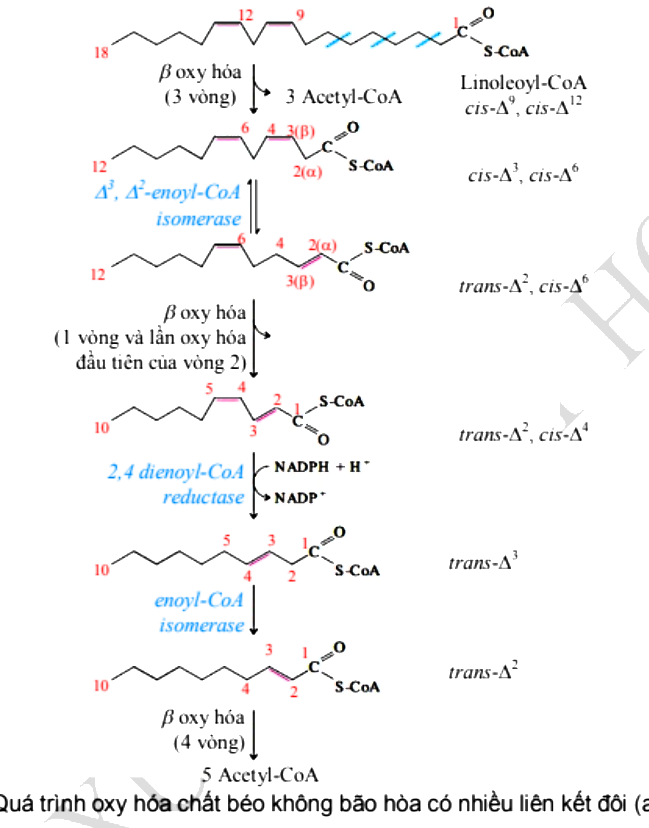 12 9 1 O
C
18 S-CoA
β oxy hóa
(3 vòng) 3 Acetyl-CoA
Linoleoyl-CoA
cis-Δ⁹, cis-Δ¹²
6 4 3(β) O
C
12 2(α) S-CoA
cis-Δ³, cis-Δ⁶
Δ³, Δ²-enoyl-CoA
isomerase
6 4 2(α) S-CoA
C
12 3(β) O
trans-Δ², cis-Δ⁶
β oxy hóa
(1 vòng và lần oxy hóa
đầu tiên của vòng 2)
5 4 2 1 S-CoA
C
10 3 O
trans-Δ², cis-Δ⁴
2,4 dienoyl-CoA
reductase
NADPH + H⁺
NADP⁺
5 3 1 O
C
10 4 2 S-CoA
trans-Δ³
enoyl-CoA
isomerase
3 1 O
C
10 4 2 S-CoA
trans-Δ²
β oxy hóa
(4 vòng)
5 Acetyl-CoA
Quá trình oxy hóa chất béo không bão hòa có nhiều liên kết đôi (a